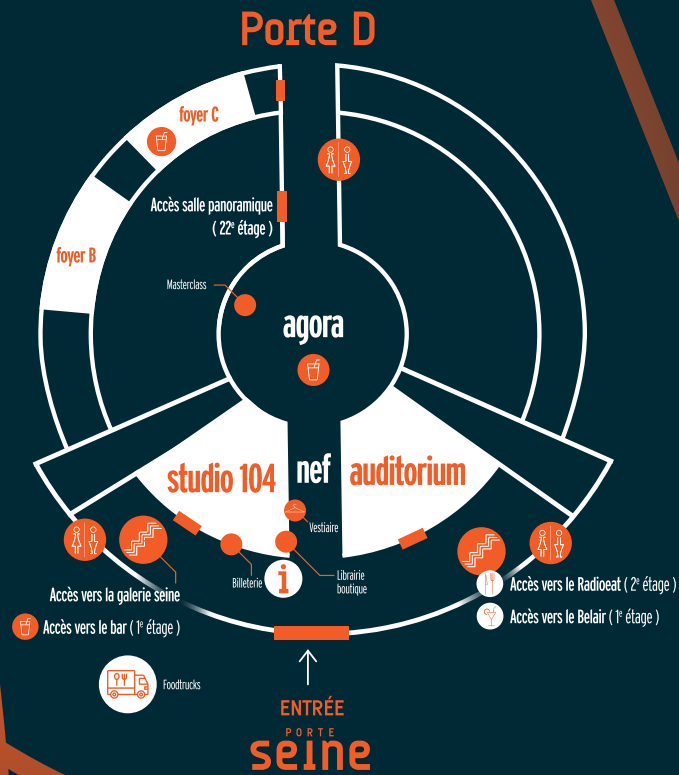 Porte D
foyer C
Accès salle panoramique
( 22e étage )
foyer B
Masterclass
agora
studio 104
nef
auditorium
Vestiaire
Billeterie
i
Librairie
boutique
Accès vers la galerie seine
Accès vers le bar ( 1e étage )
Accès vers le Radioeat ( 2e étage )
Accès vers le Belair ( 1e étage )
Foodtrucks
ENTRÉE
PORTE
seine